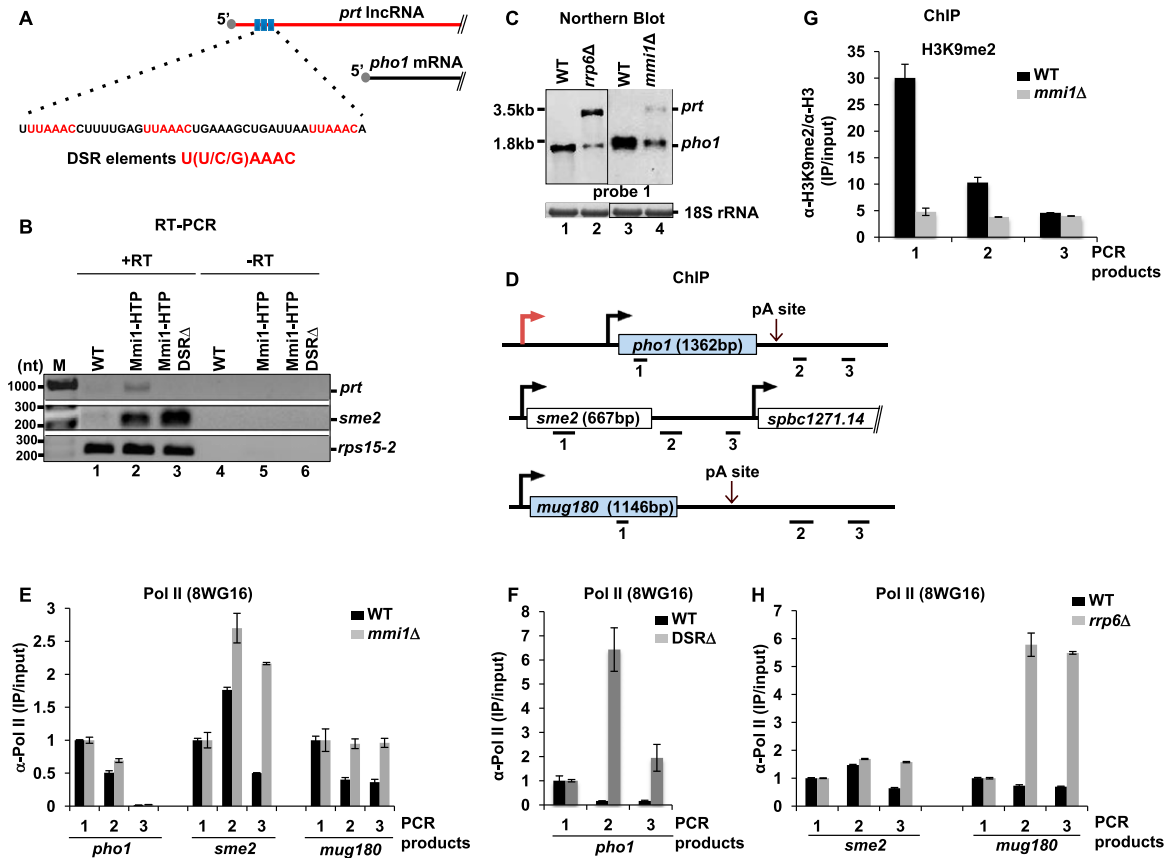 A
5'
prt lncRNA
5'
pho1 mRNA
UUUAAACCUUUUGAGUUAAACUGAAAGCUGAUUAAUUAAACA
DSR elements U(U/C/G)AAAC
B
RT-PCR
+RT
-RT
(nt)
M
WT
Mmi1-HTP
Mmi1-HTP DSRΔ
WT
Mmi1-HTP
Mmi1-HTP DSRΔ
1000
prt
300
200
sme2
300
200
rps15-2
1 2 3 4 5 6
C
Northern Blot
WT
rrp6Δ
WT
mmi1Δ
3.5kb
prt
1.8kb
pho1
probe 1
18S rRNA
1 2 3 4
D
ChIP
pA site
pho1 (1362bp)
1 2 3
sme2 (667bp)
spbc1271.14
1 2 3
pA site
mug180 (1146bp)
1 2 3
G
ChIP
H3K9me2
WT
mmi1Δ
α-H3K9me2/α-H3
(IP/input)
35
30
25
20
15
10
5
0
1 2 3
PCR products
E
Pol II (8WG16)
WT
mmi1Δ
α-Pol II (IP/input)
3
2.5
2
1.5
1
0.5
0
1 2 3 1 2 3 1 2 3
PCR products
pho1 sme2 mug180
F
Pol II (8WG16)
WT
DSRΔ
α-Pol II (IP/input)
8
7
6
5
4
3
2
1
0
1 2 3
PCR products
pho1
H
Pol II (8WG16)
WT
rrp6Δ
α-Pol II (IP/input)
7
6
5
4
3
2
1
0
1 2 3 1 2 3
PCR products
sme2 mug180